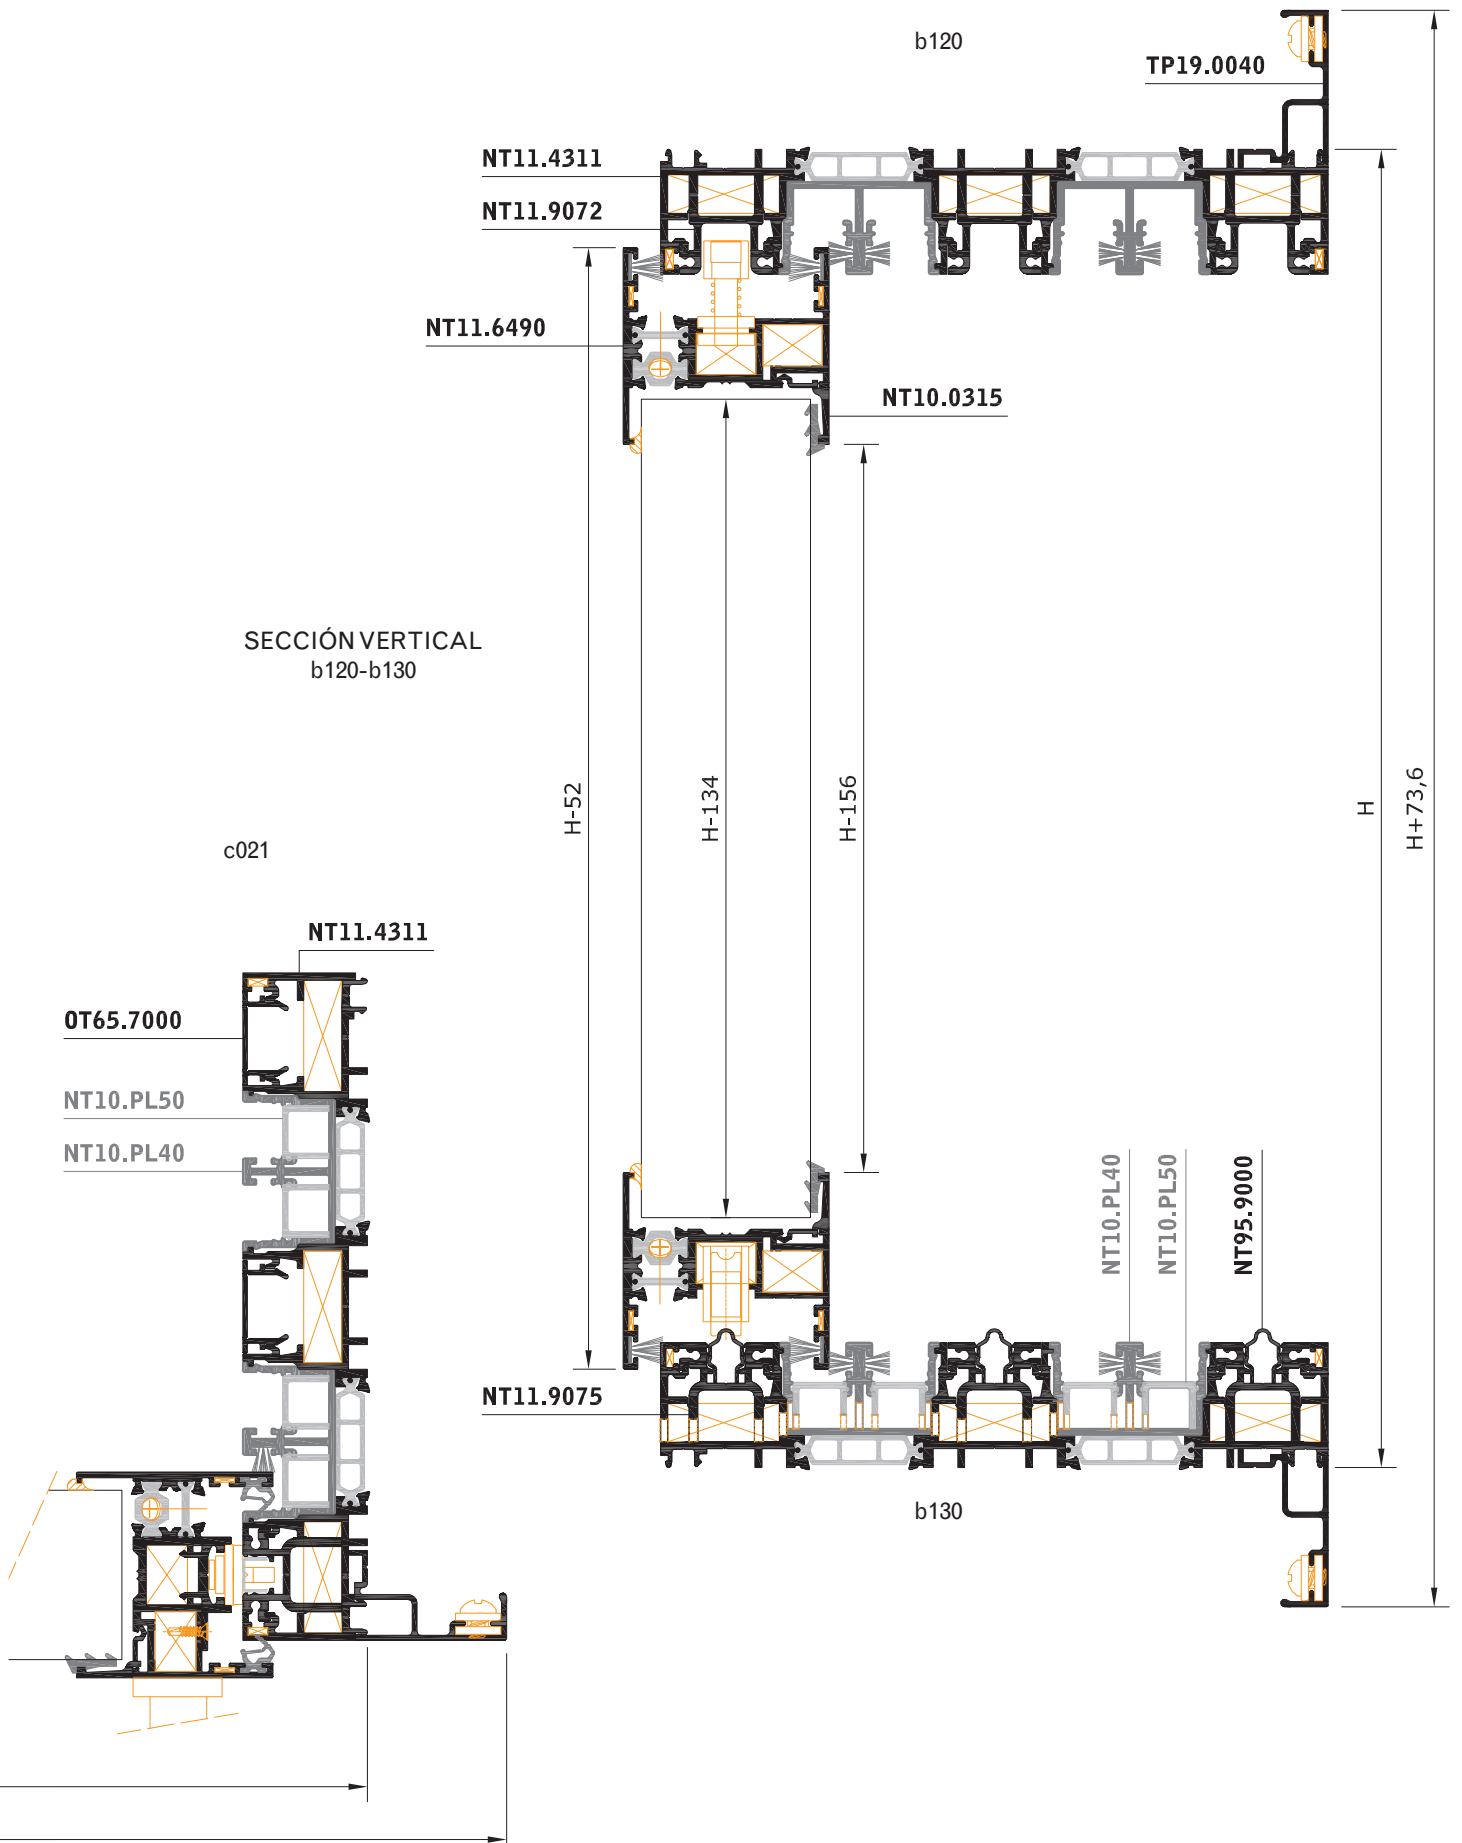 b120
TP19.0040
NT11.4311
NT11.9072
NT11.6490
NT10.0315
SECCIÓN VERTICAL
b120-b130
H-52
H-134
H-156
H
H+73,6
c021
NT11.4311
OT65.7000
NT10.PL50
NT10.PL40
NT10.PL40
NT10.PL50
NT95.9000
NT11.9075
b130